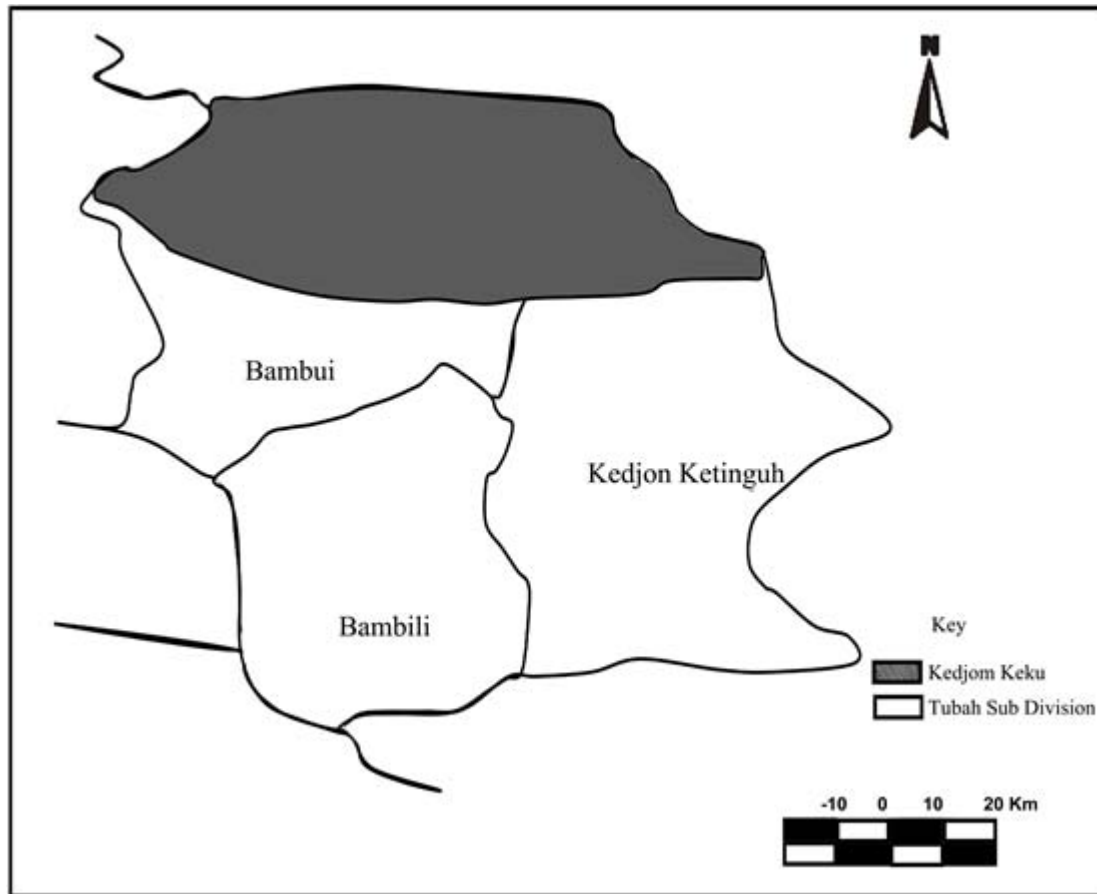 N
Bambui
Kedjon Ketinguh
Bambili
Key
Kedjom Keku
Tubah Sub Division
-10 0 10 20 Km